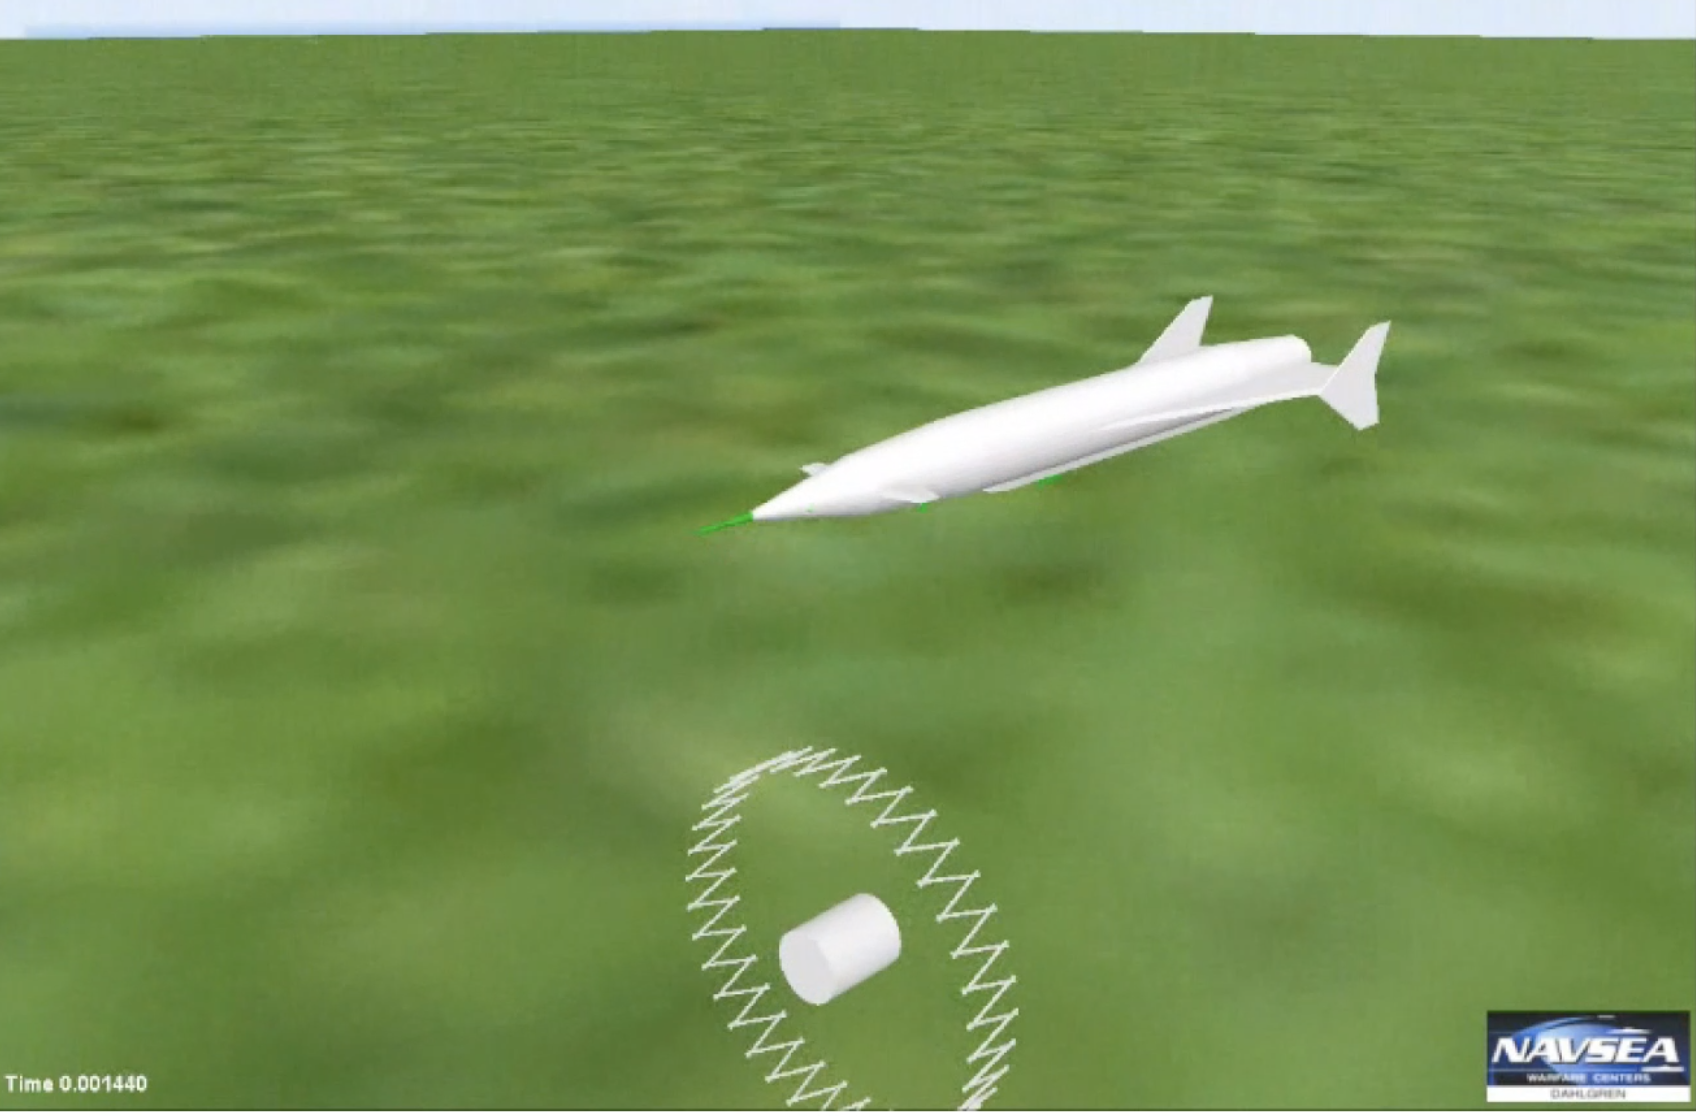 Time 0.001440
NAVSEA
WARFARE CENTERS
DAHLGREN